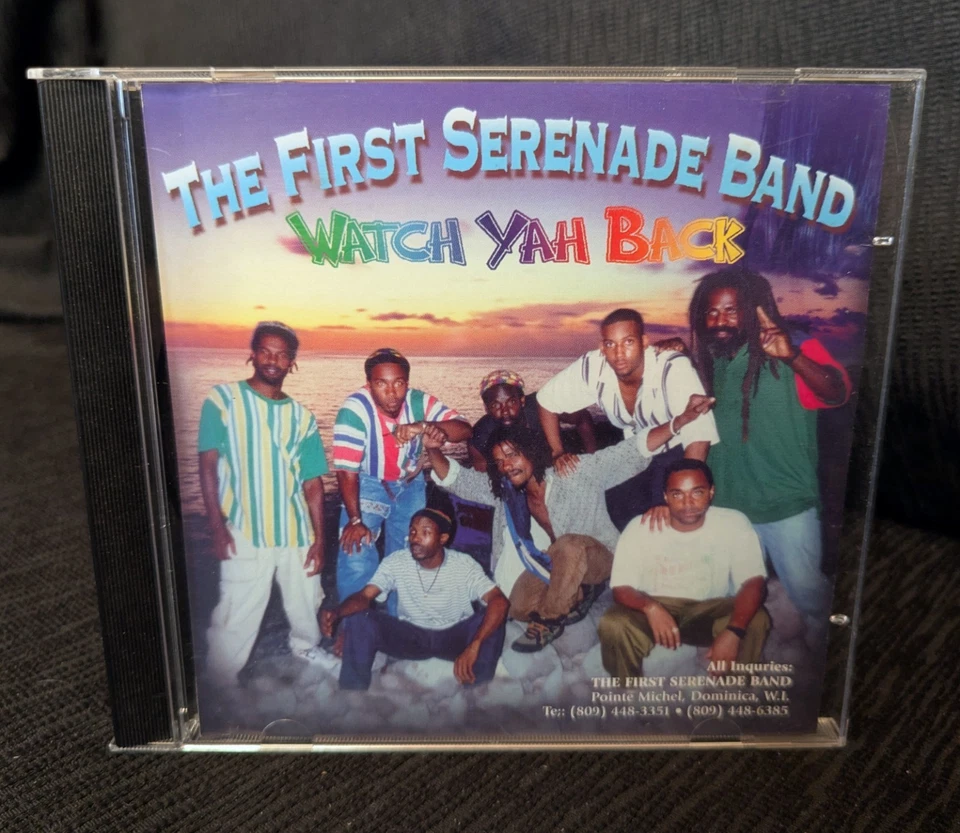 THE FIRST SERENADE BAND
WATCH YAH BACK
All Inquries:
THE FIRST SERENADE BAND
Pointe Michel, Dominica, W.I.
Te;: (809) 448-3351 • (809) 448-6385